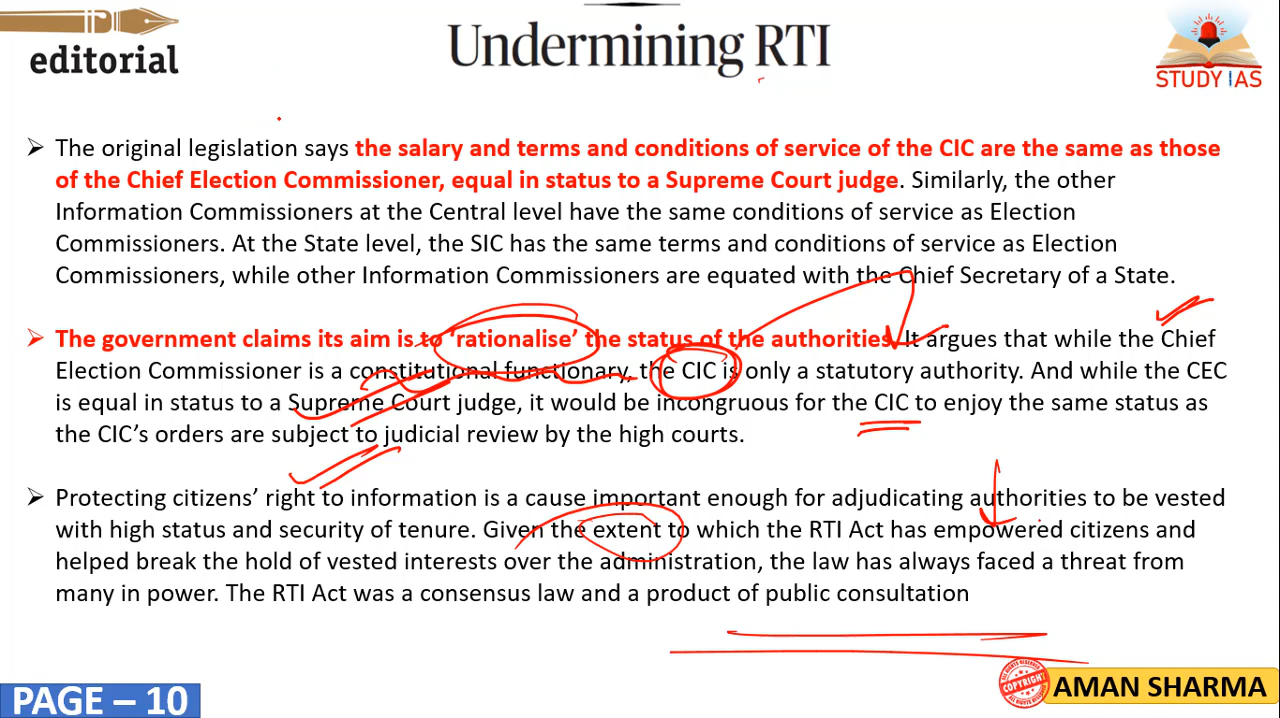 editorial
Undermining RTI
STUDY IAS
➢ The original legislation says the salary and terms and conditions of service of the CIC are the same as those
of the Chief Election Commissioner, equal in status to a Supreme Court judge. Similarly, the other
Information Commissioners at the Central level have the same conditions of service as Election
Commissioners. At the State level, the SIC has the same terms and conditions of service as Election
Commissioners, while other Information Commissioners are equated with the Chief Secretary of a State.
➢ The government claims its aim is to ‘rationalise’ the status of the authorities. It argues that while the Chief
Election Commissioner is a constitutional functionary, the CIC is only a statutory authority. And while the CEC
is equal in status to a Supreme Court judge, it would be incongruous for the CIC to enjoy the same status as
the CIC’s orders are subject to judicial review by the high courts.
➢ Protecting citizens’ right to information is a cause important enough for adjudicating authorities to be vested
with high status and security of tenure. Given the extent to which the RTI Act has empowered citizens and
helped break the hold of vested interests over the administration, the law has always faced a threat from
many in power. The RTI Act was a consensus law and a product of public consultation
PAGE – 10
COPYRIGHT
AMAN SHARMA